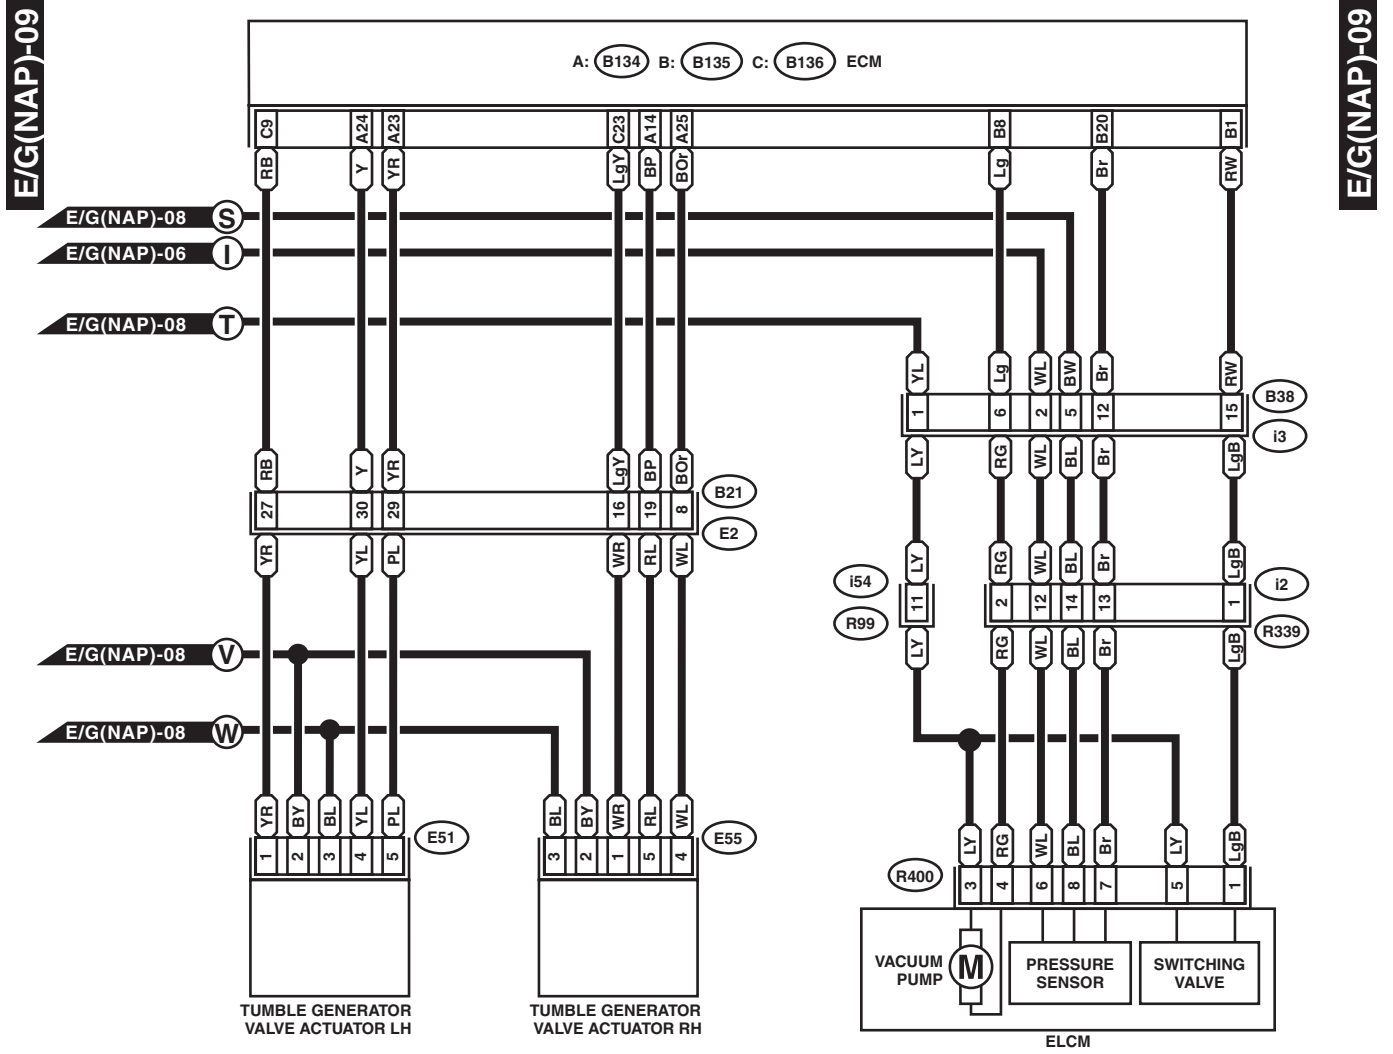 E/G(NAP)-09
E/G(NAP)-09
A: B134 B: B135 C: B136 ECM
C9 A24 A23 C23 A14 A25 B8 B20 B1
RB Y YR LgY BP BOr Lg Br RW
E/G(NAP)-08 S
E/G(NAP)-06 I
E/G(NAP)-08 T
YL Lg WL BW Br RW
1 6 2 5 12 15 B38
i3
LY RG WL BL Br LgB
RB Y YR LgY BP BOr
27 30 29 16 19 8 B21
E2
YR YL PL WR RL WL
LY RG WL BL Br LgB
i54 11 2 12 14 13 1 i2
R99 R339
LY RG WL BL Br LgB
E/G(NAP)-08 V
E/G(NAP)-08 W
YR BY BL YL PL E51
1 2 3 4 5
BL BY WR RL WL E55
3 2 1 5 4
LY RG WL BL Br LY LgB
R400 3 4 6 8 7 5 1
VACUUM
PUMP
M
PRESSURE
SENSOR
SWITCHING
VALVE
TUMBLE GENERATOR
VALVE ACTUATOR LH
TUMBLE GENERATOR
VALVE ACTUATOR RH
ELCM